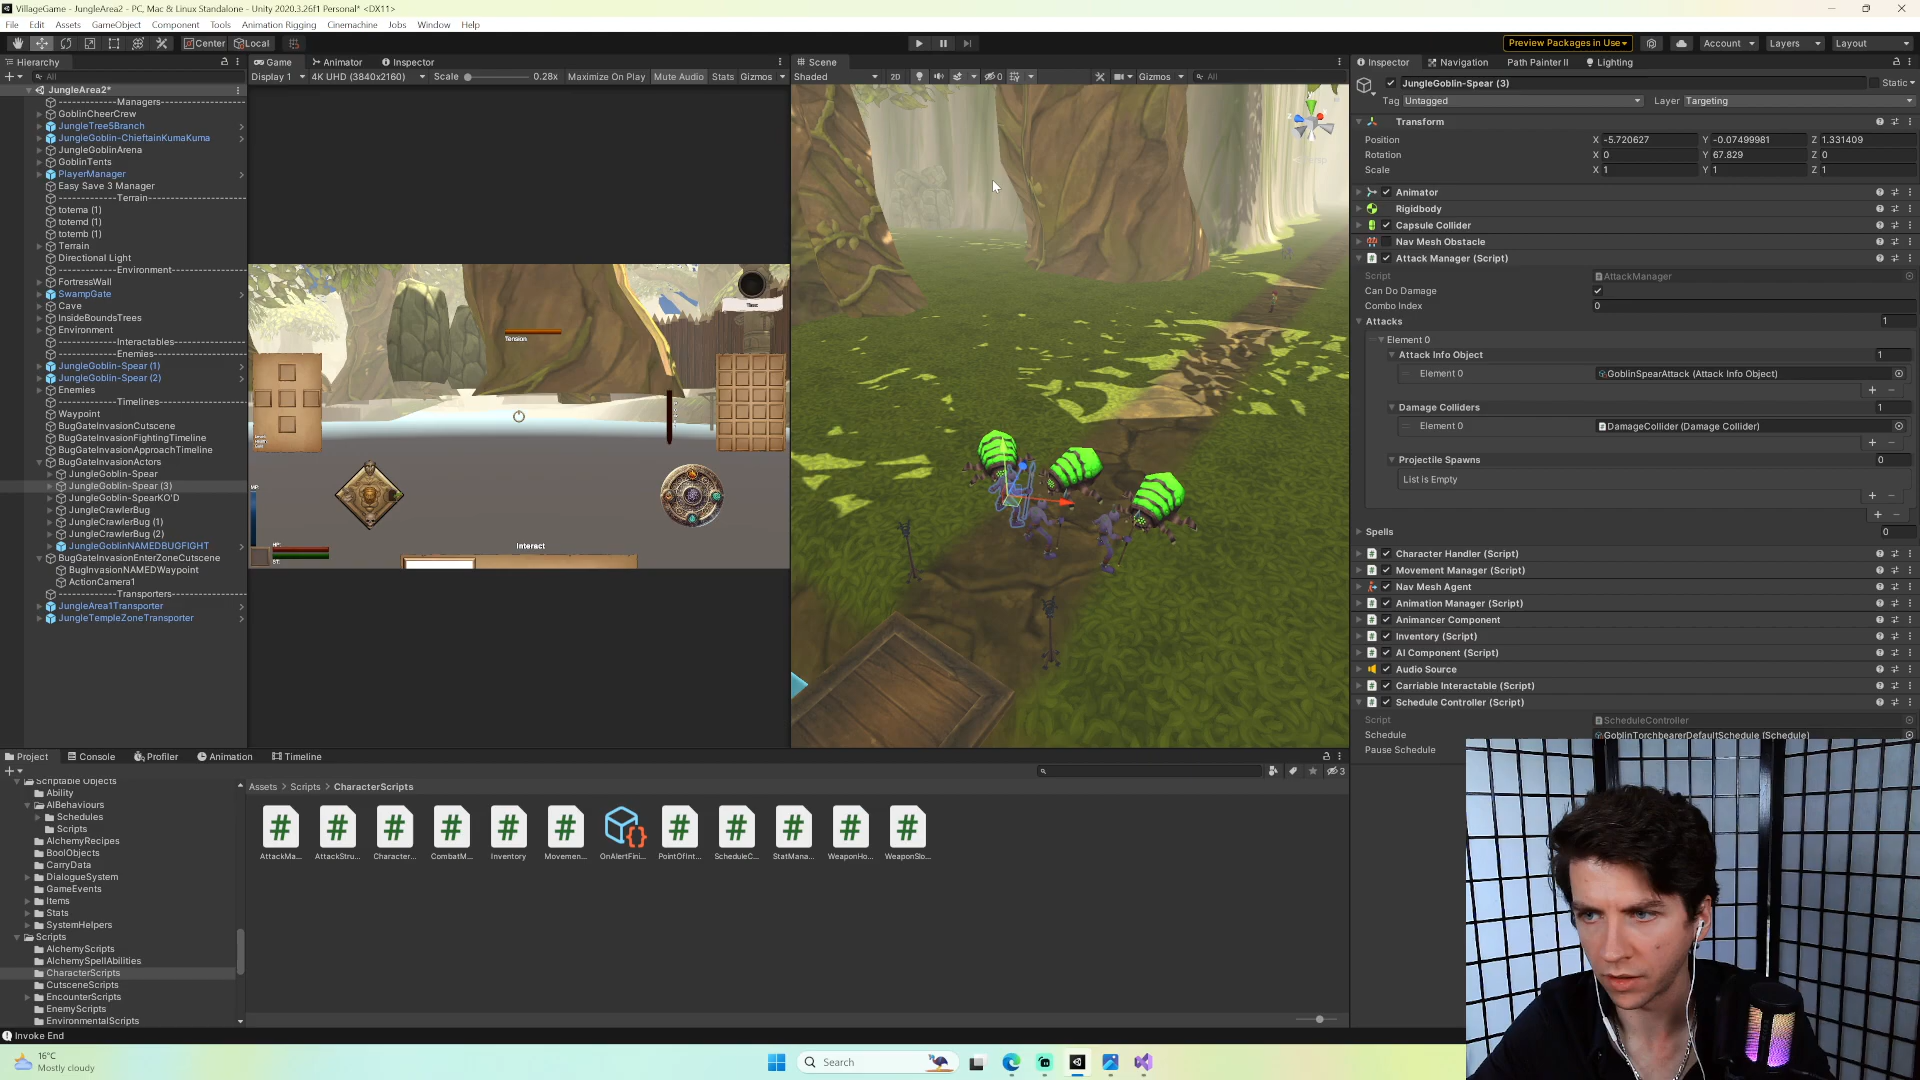 VillageGame - JungleArea2 - PC, Mac & Linux Standalone - Unity 2020.3.26f1 Personal* <DX11>
File Edit Assets GameObject Component Tools Animation Rigging Cinemachine Jobs Window Help
Center Local Preview Packages in Use Account Layers Layout
Hierarchy
All
JungleArea2*
--------------Managers--------------
GoblinCheerCrew
JungleTree5Branch
JungleGoblin-ChieftainKumaKuma
JungleGoblinArena
GoblinTents
PlayerManager
Easy Save 3 Manager
--------------Terrain--------------
totema (1)
totemd (1)
totemb (1)
Terrain
Directional Light
--------------Environment--------------
FortressWall
SwampGate
Cave
InsideBoundsTrees
Environment
--------------Interactables--------------
--------------Enemies--------------
JungleGoblin-Spear (1)
JungleGoblin-Spear (2)
Enemies
--------------Timelines--------------
Waypoint
BugGateInvasionCutscene
BugGateInvasionFightingTimeline
BugGateInvasionApproachTimeline
BugGateInvasionActors
JungleGoblin-Spear
JungleGoblin-Spear (3)
JungleGoblin-SpearKO'D
JungleCrawlerBug
JungleCrawlerBug (1)
JungleCrawlerBug (2)
JungleGoblinNAMEDBUGFIGHT
BugGateInvasionEnterZoneCutscene
BugInvasionNAMEDWaypoint
ActionCamera1
--------------Transporters--------------
JungleArea1Transporter
JungleTempleZoneTransporter
Game Animator Inspector
Display 1 4K UHD (3840x2160) Scale 0.28x Maximize On Play Mute Audio Stats Gizmos
Tension
MP:
HP:
ST:
Interact
Scene
Shaded 2D 0 Gizmos All
Inspector Navigation Path Painter II Lighting
JungleGoblin-Spear (3) Static
Tag Untagged Layer Targeting
Transform
Position X -5.720627 Y -0.07499981 Z 1.331409
Rotation X 0 Y 67.829 Z 0
Scale X 1 Y 1 Z 1
Animator
Rigidbody
Capsule Collider
Nav Mesh Obstacle
Attack Manager (Script)
Script AttackManager
Can Do Damage
Combo Index 0
Attacks 1
Element 0
Attack Info Object 1
Element 0 GoblinSpearAttack (Attack Info Object)
Damage Colliders 1
Element 0 DamageCollider (Damage Collider)
Projectile Spawns 0
List is Empty
Spells 0
Character Handler (Script)
Movement Manager (Script)
Nav Mesh Agent
Animation Manager (Script)
Animancer Component
Inventory (Script)
AI Component (Script)
Audio Source
Carriable Interactable (Script)
Schedule Controller (Script)
Script ScheduleController
Schedule GoblinTorchbearerDefaultSchedule (Schedule)
Pause Schedule
Project Console Profiler Animation Timeline
3
Scriptable Objects
Ability
AIBehaviours
Schedules
Scripts
AlchemyRecipes
BoolObjects
CarryData
DialogueSystem
GameEvents
Items
Stats
SystemHelpers
Scripts
AlchemyScripts
AlchemySpellAbilities
CharacterScripts
CutsceneScripts
EncounterScripts
EnemyScripts
EnvironmentalScripts
Assets > Scripts > CharacterScripts
AttackMa... AttackStru... Character... CombatM... Inventory Movemen... OnAlertFini... PointOfInt... ScheduleC... StatMana... WeaponHo... WeaponSlo...
Invoke End
16°C
Mostly cloudy
Search